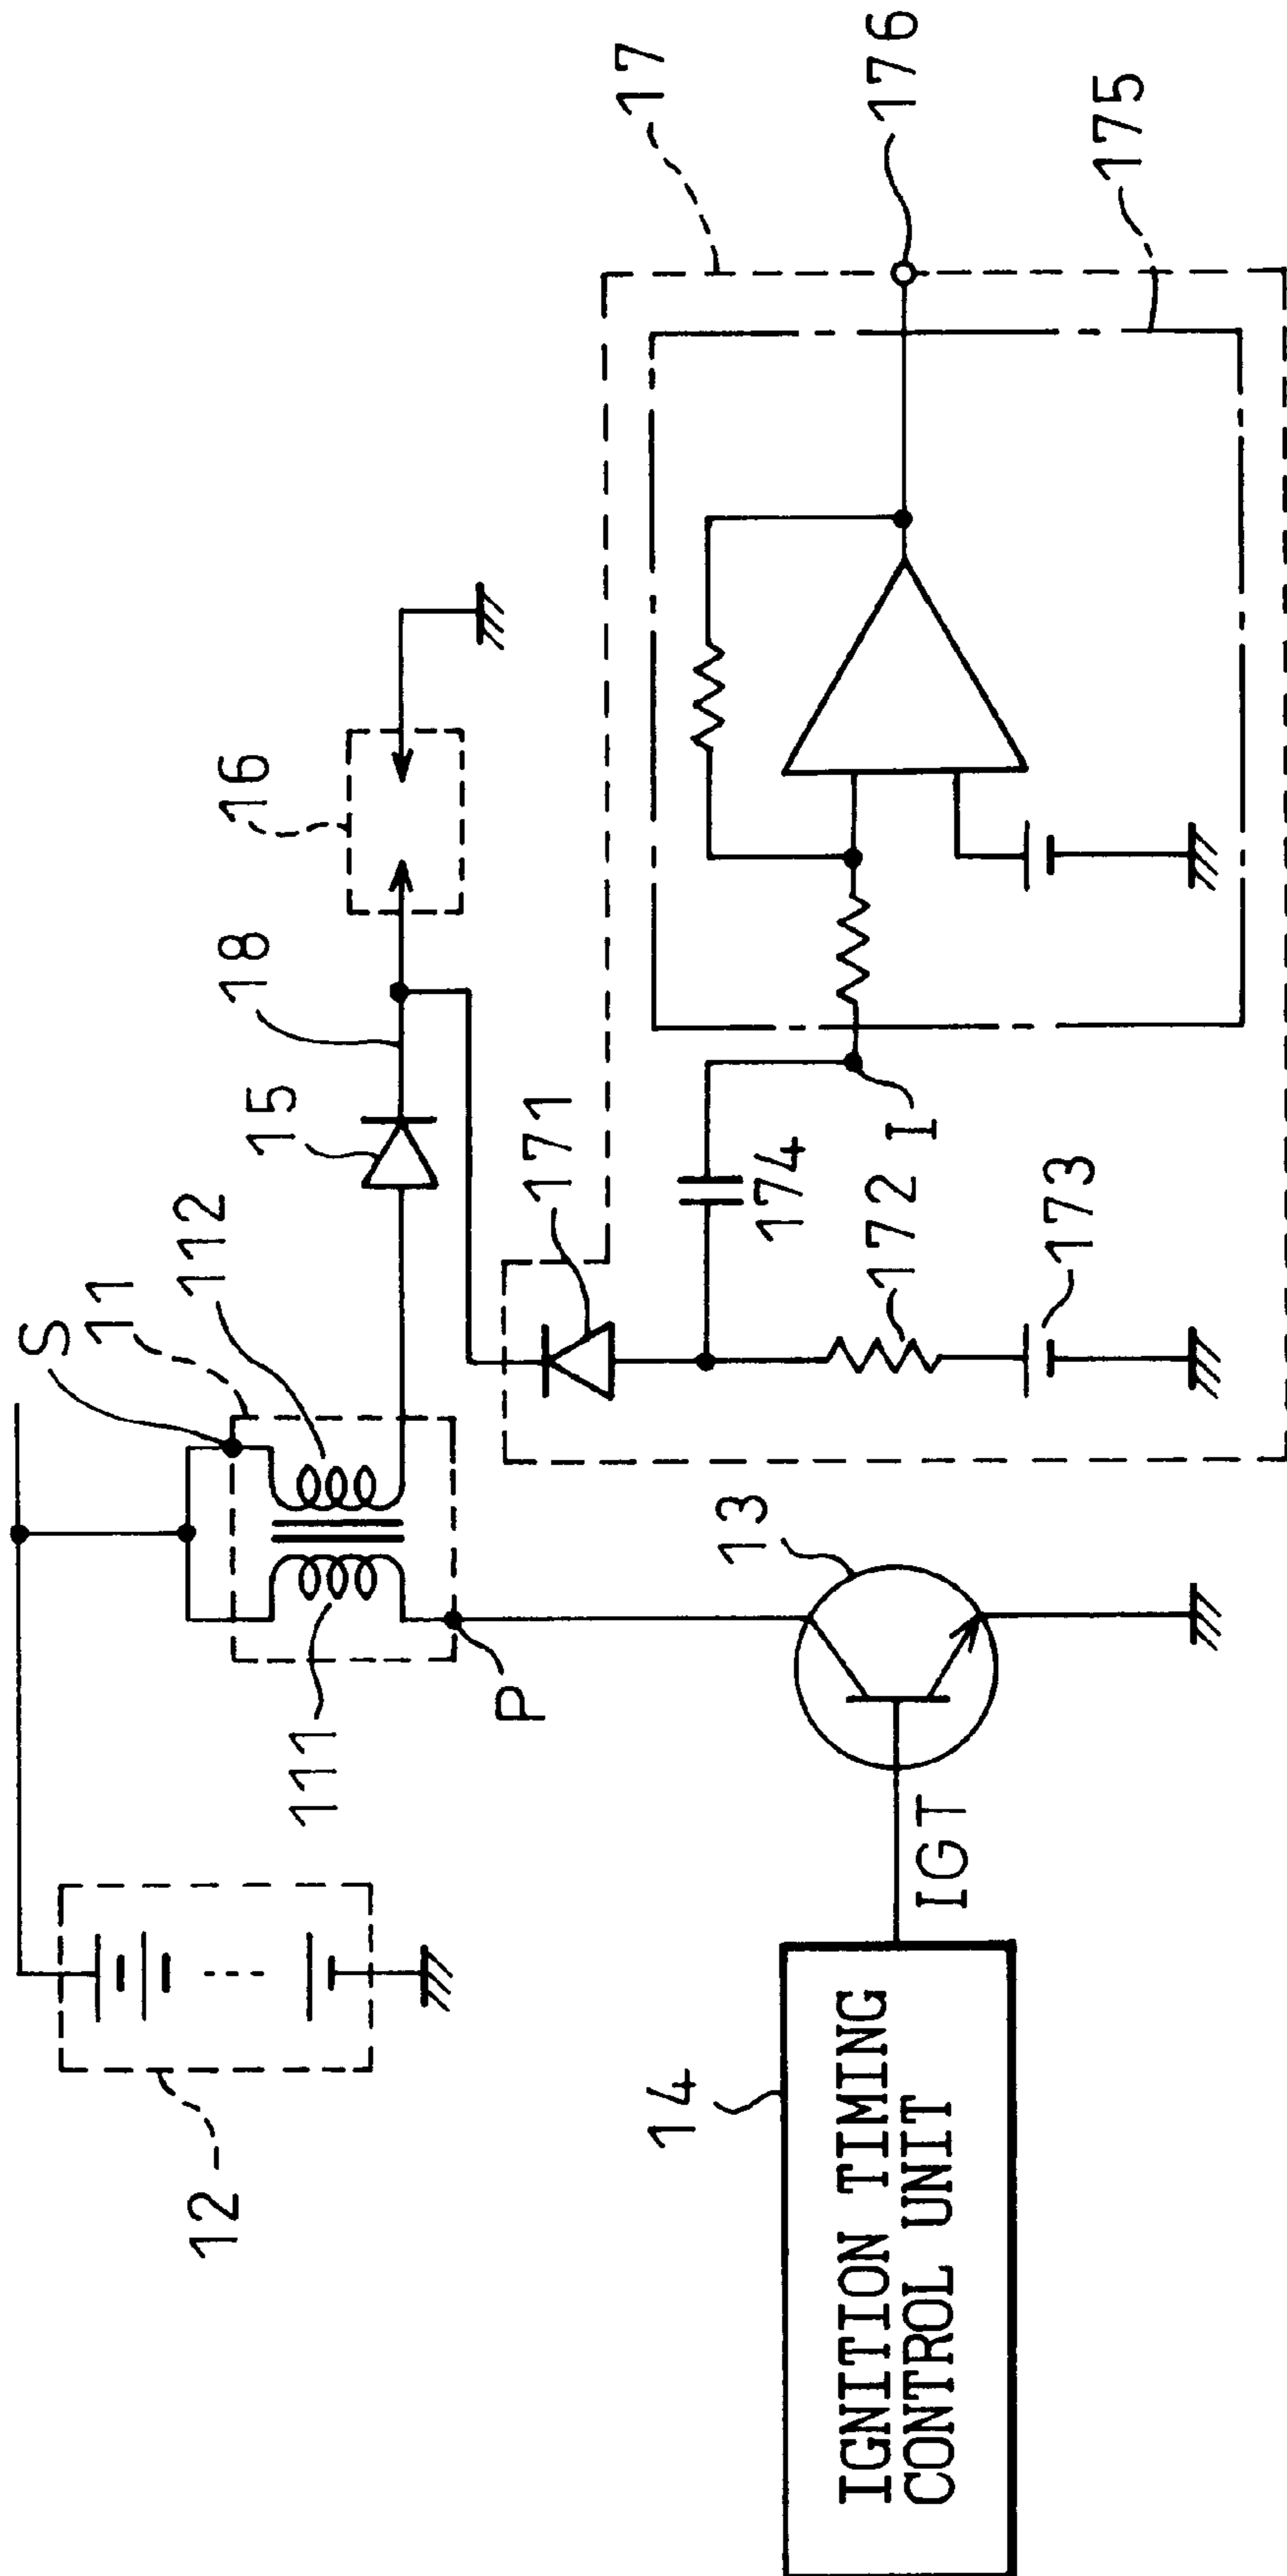 12
S
11
112
15
18
16
17
176
175
111
P
13
171
174
172
I
173
14
IGT
IGNITION TIMING
CONTROL UNIT